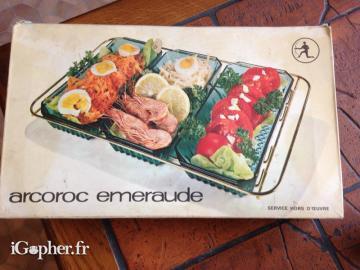 arcoroc emeraude
SERVICE HORS D'ŒUVRE
iGopher.fr